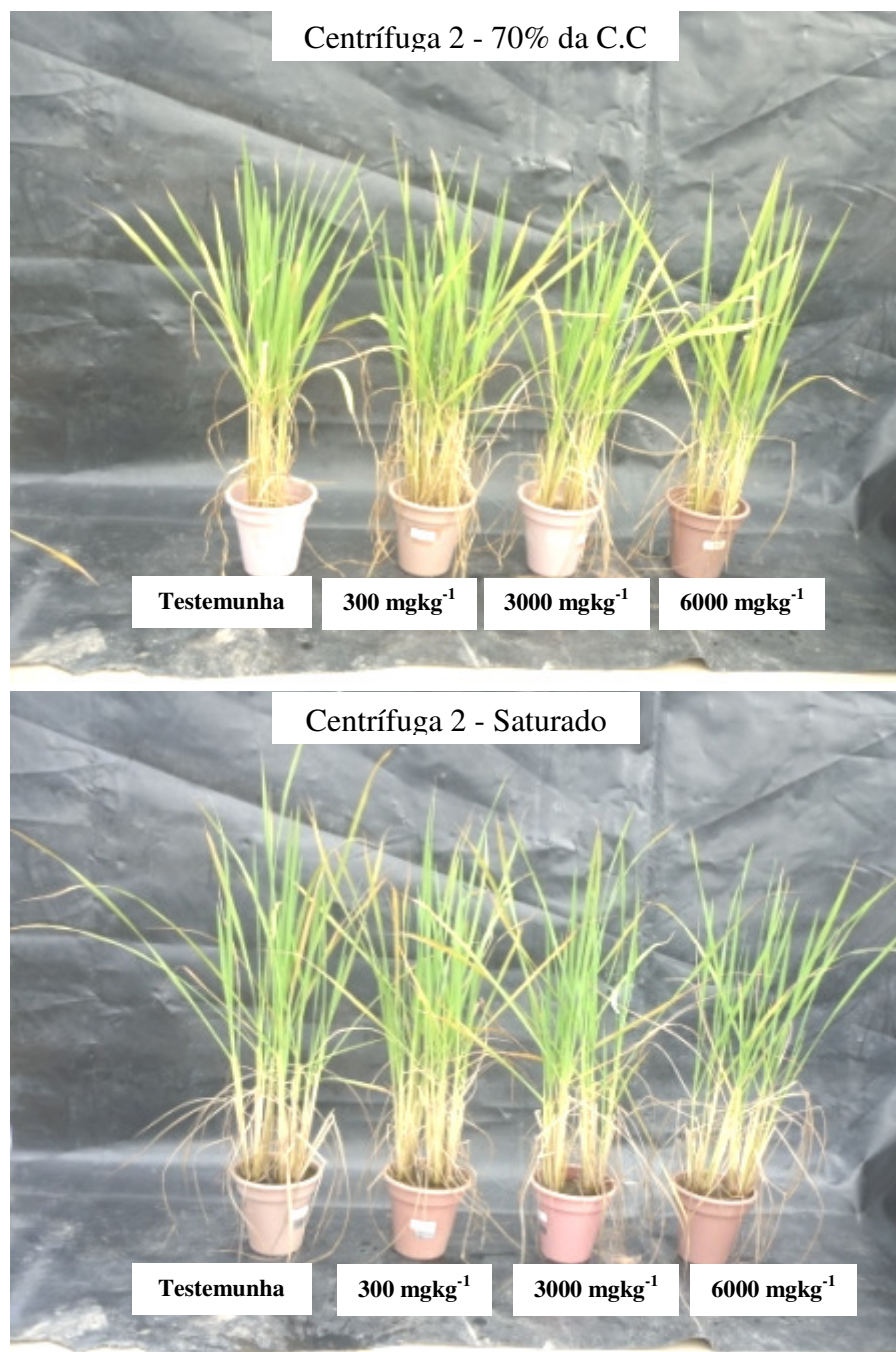 Centrífuga 2 - 70% da C.C
Testemunha 300 mgkg⁻¹ 3000 mgkg⁻¹ 6000 mgkg⁻¹
Centrífuga 2 - Saturado
Testemunha 300 mgkg⁻¹ 3000 mgkg⁻¹ 6000 mgkg⁻¹